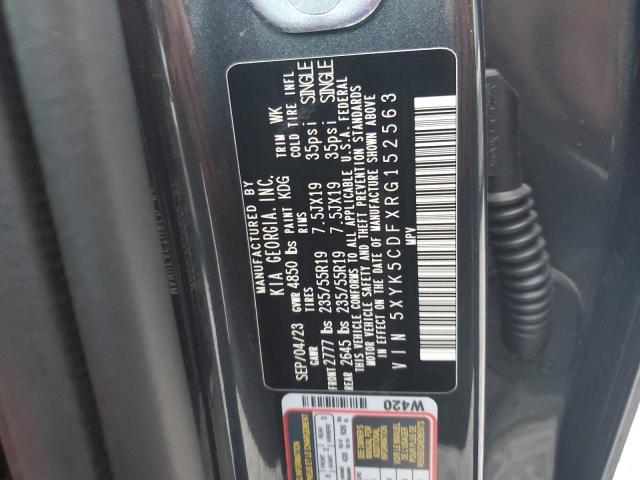 MANUFACTURED BY
KIA GEORGIA, INC.
SEP/04/23 GVWR 4850 lbs PAINT KDG TRIM WK
GAWR TIRES RIMS COLD TIRE INFL
FRONT 2777 lbs 235/55R19 7.5JX19 35psi SINGLE
REAR 2645 lbs 235/55R19 7.5JX19 35psi SINGLE
THIS VEHICLE CONFORMS TO ALL APPLICABLE U.S.A. FEDERAL
MOTOR VEHICLE SAFETY AND THEFT PREVENTION STANDARDS
IN EFFECT ON THE DATE OF MANUFACTURE SHOWN ABOVE
VIN 5XYK5CDFXRG152563
MPV
W420